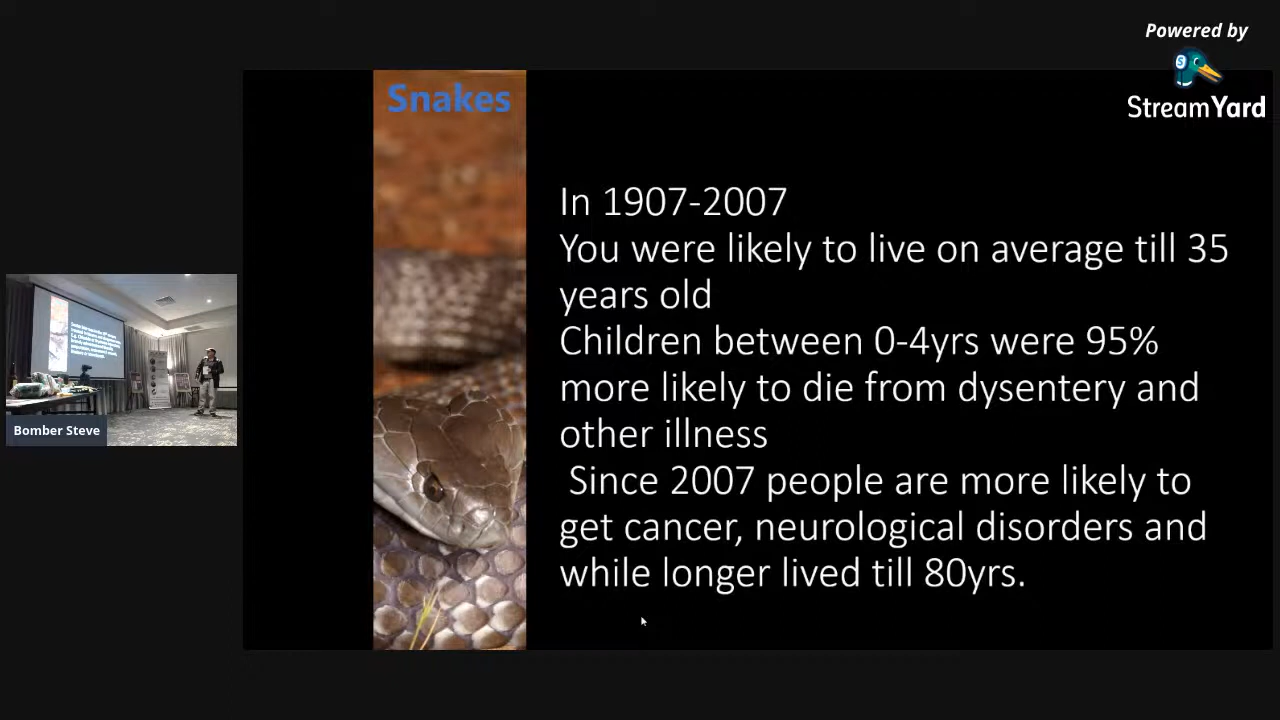 Powered by
StreamYard
Snakes
In 1907-2007
You were likely to live on average till 35
years old
Children between 0-4yrs were 95%
more likely to die from dysentery and
other illness
Since 2007 people are more likely to
get cancer, neurological disorders and
while longer lived till 80yrs.
Bomber Steve